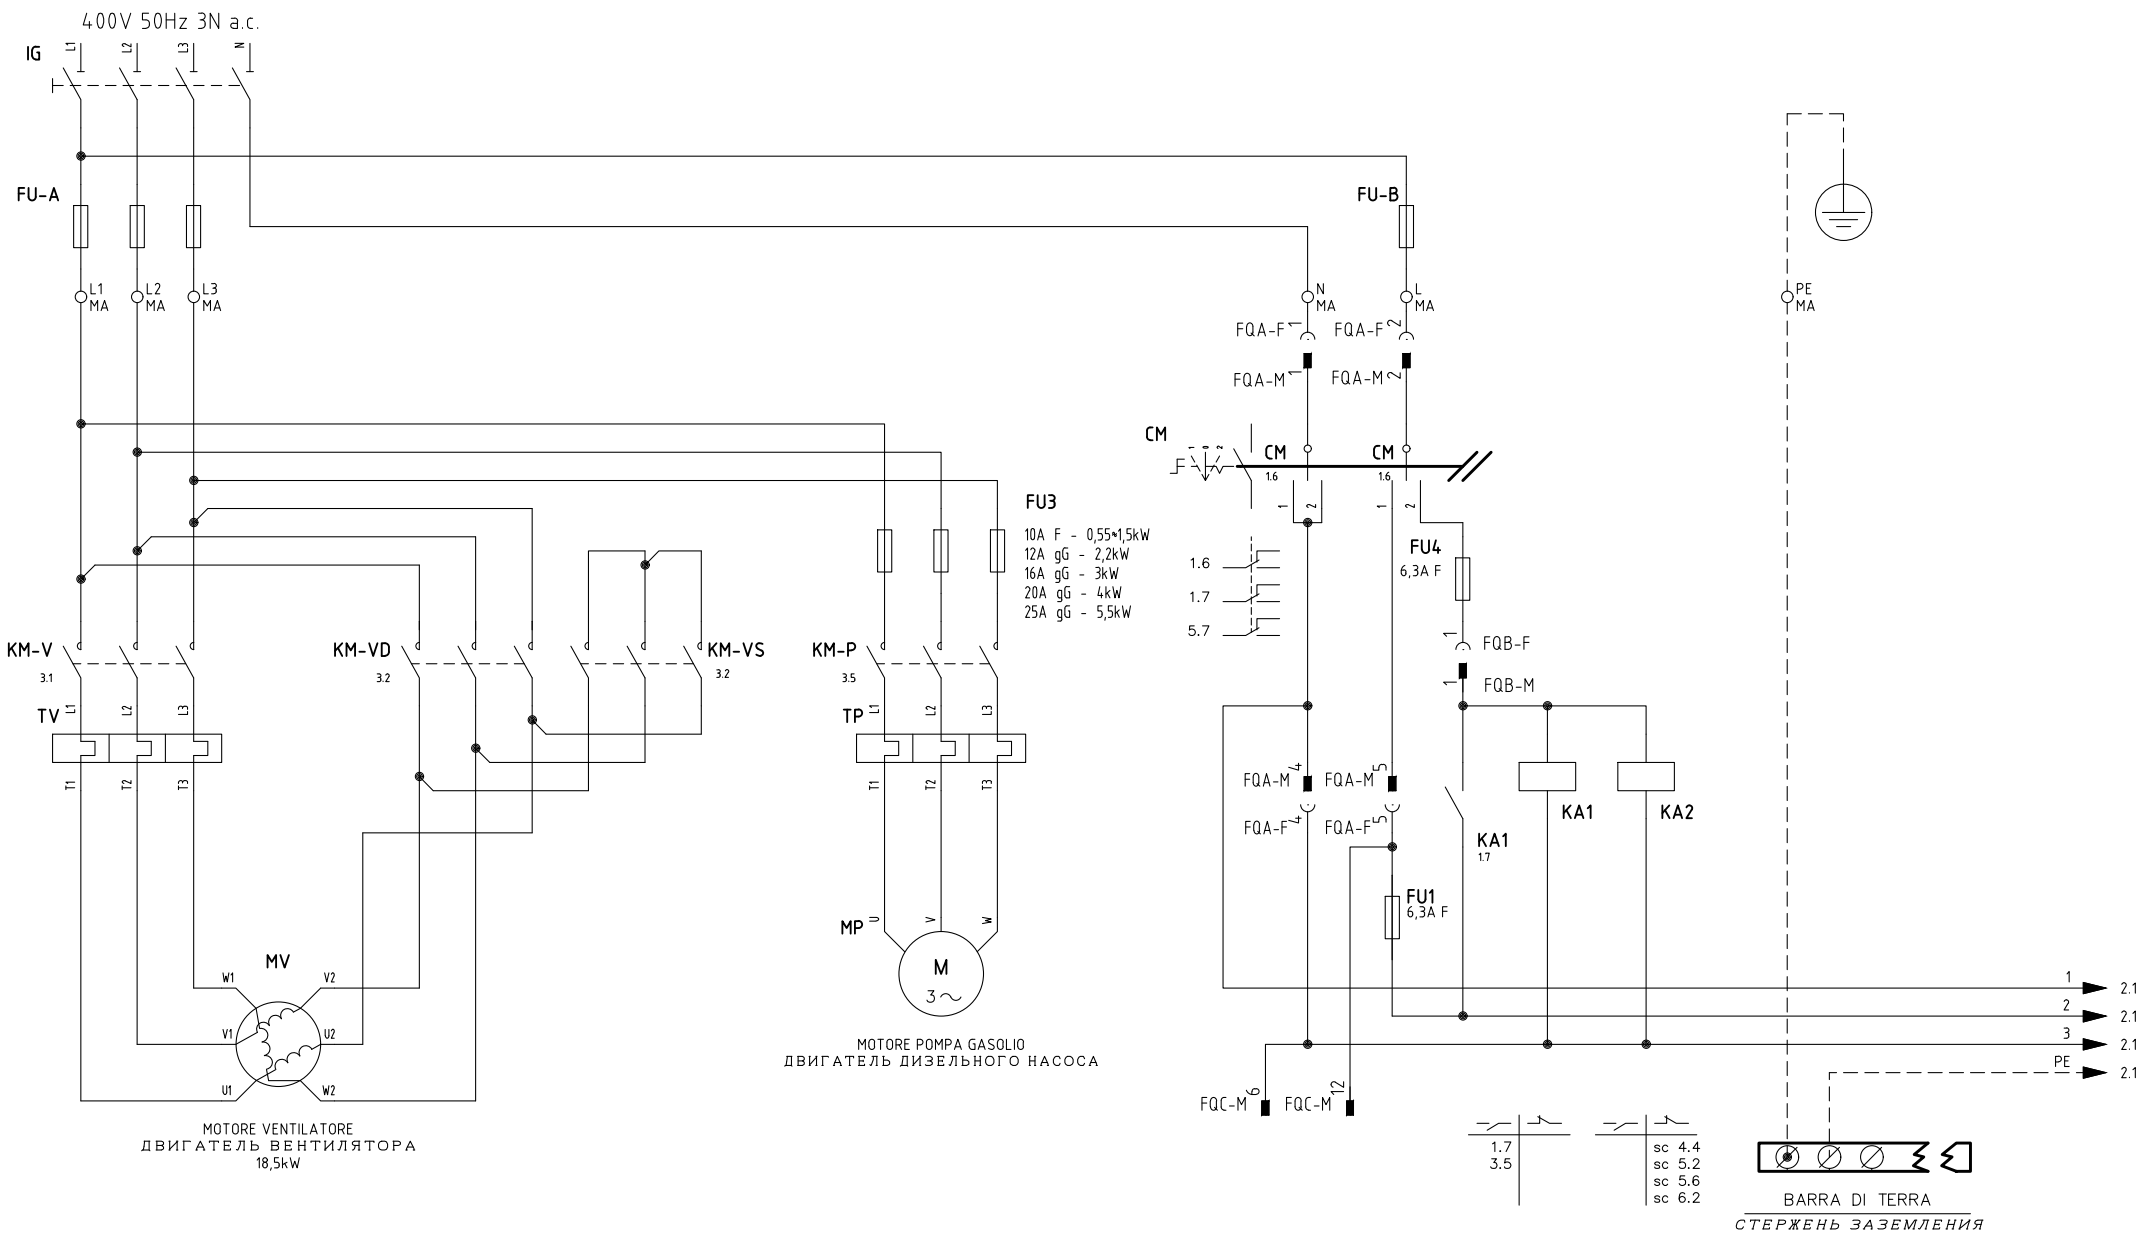 400V 50Hz 3N a.c.
IG
L1
L2
L3
N
FU-A
FU-B
L1
MA
L2
MA
L3
MA
N
MA
L
MA
PE
MA
FQA-F
1
FQA-F
2
FQA-M
1
FQA-M
2
CM
1
0
2
CM
1.6
CM
1.6
1
2
1
2
FU3
10A F - 0,55÷1,5kW
12A gG - 2,2kW
16A gG - 3kW
20A gG - 4kW
25A gG - 5,5kW
1.6
1.7
5.7
FU4
6,3A F
1
FQB-F
1
FQB-M
KM-V
3.1
KM-VD
3.2
KM-VS
3.2
KM-P
3.5
TV
L1
L2
L3
TP
L1
L2
L3
T1
T2
T3
T1
T2
T3
FQA-M
4
FQA-M
5
FQA-F
4
FQA-F
5
KA1
1.7
KA1
KA2
FU1
6,3A F
MP
U
V
W
M
3~
MV
W1
V2
V1
U2
U1
W2
MOTORE POMPA GASOLIO
ДВИГАТЕЛЬ ДИЗЕЛЬНОГО НАСОСА
MOTORE VENTILATORE
ДВИГАТЕЛЬ ВЕНТИЛЯТОРА
18,5kW
1
2.1
2
2.1
3
2.1
PE
2.1
FQC-M
6
FQC-M
12
1.7
3.5
sc 4.4
sc 5.2
sc 5.6
sc 6.2
BARRA DI TERRA
СТЕРЖЕНЬ ЗАЗЕМЛЕНИЯ